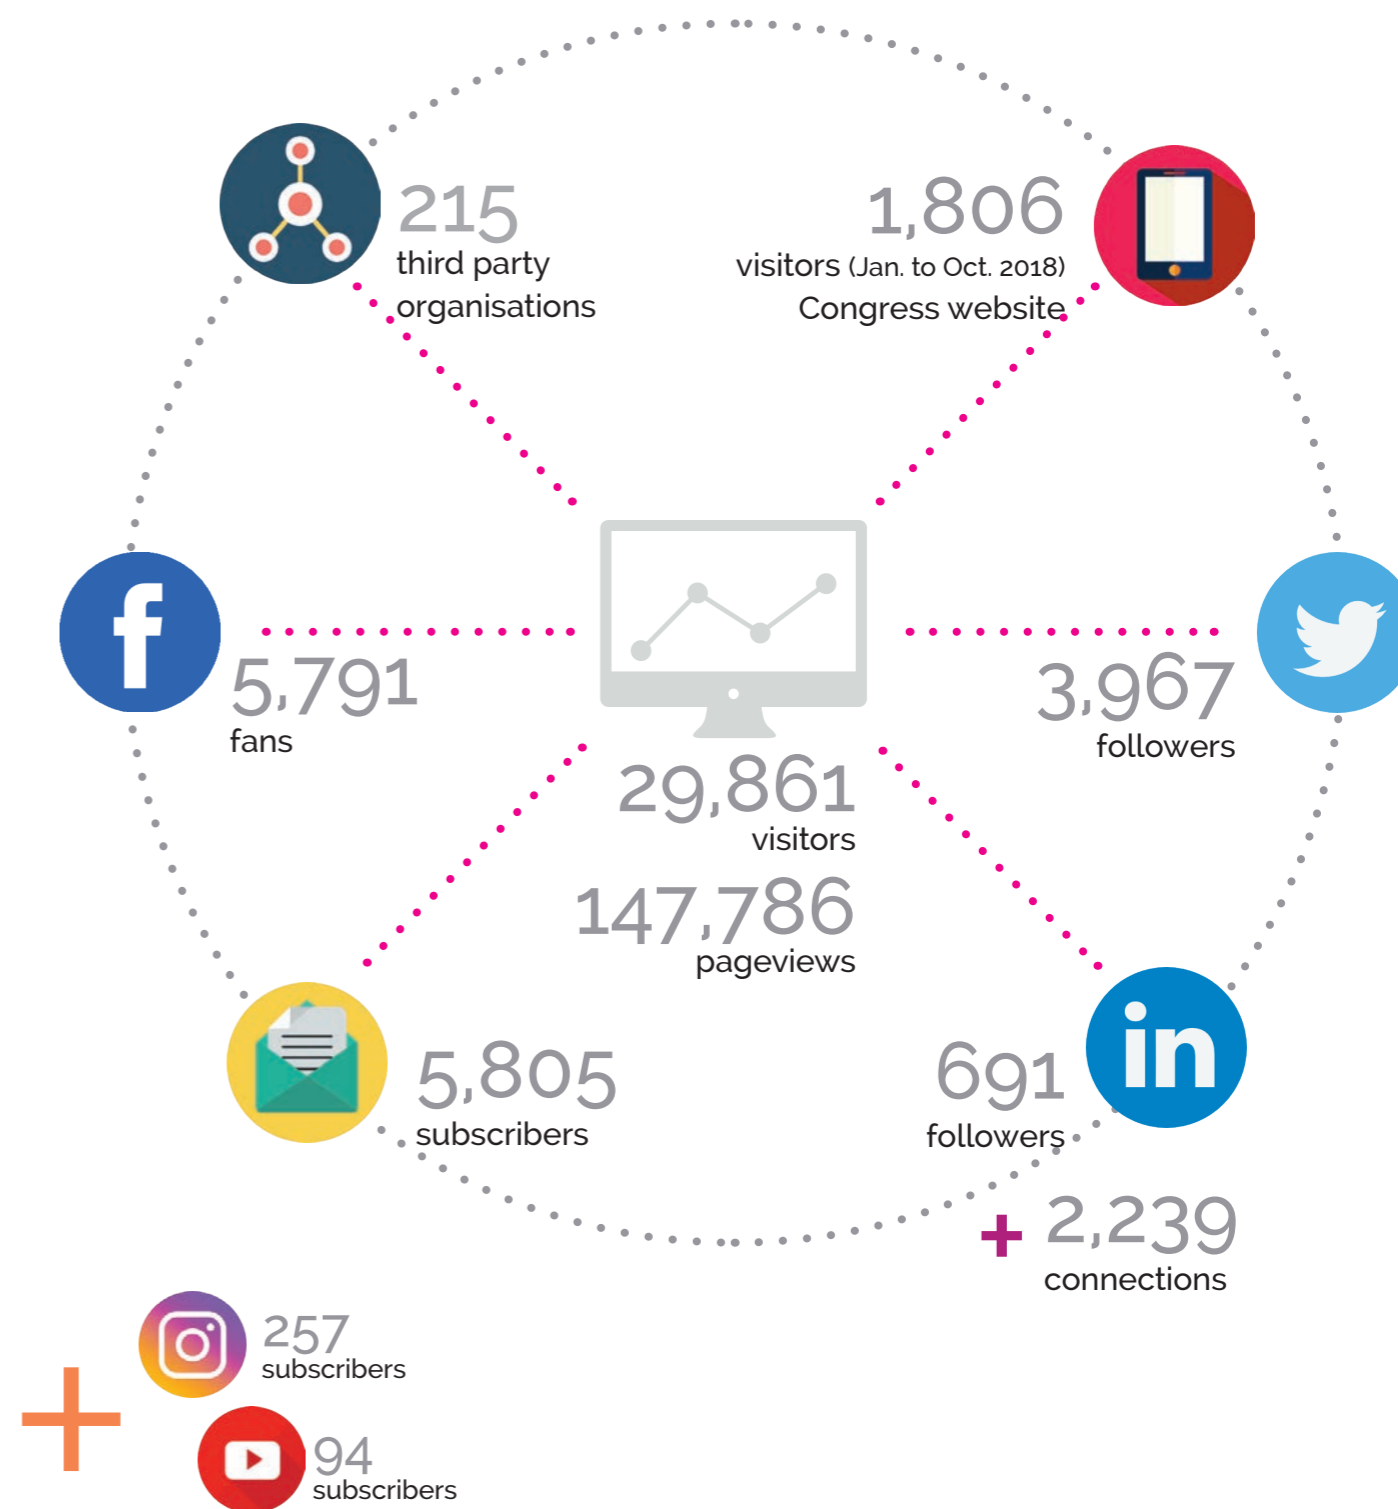 215
third party
organisations
1,806
visitors (Jan. to Oct. 2018)
Congress website
f
5,791
fans
3,967
followers
29,861
visitors
147,786
pageviews
5,805
subscribers
in
691
followers
+ 2,239
connections
+
257
subscribers
94
subscribers